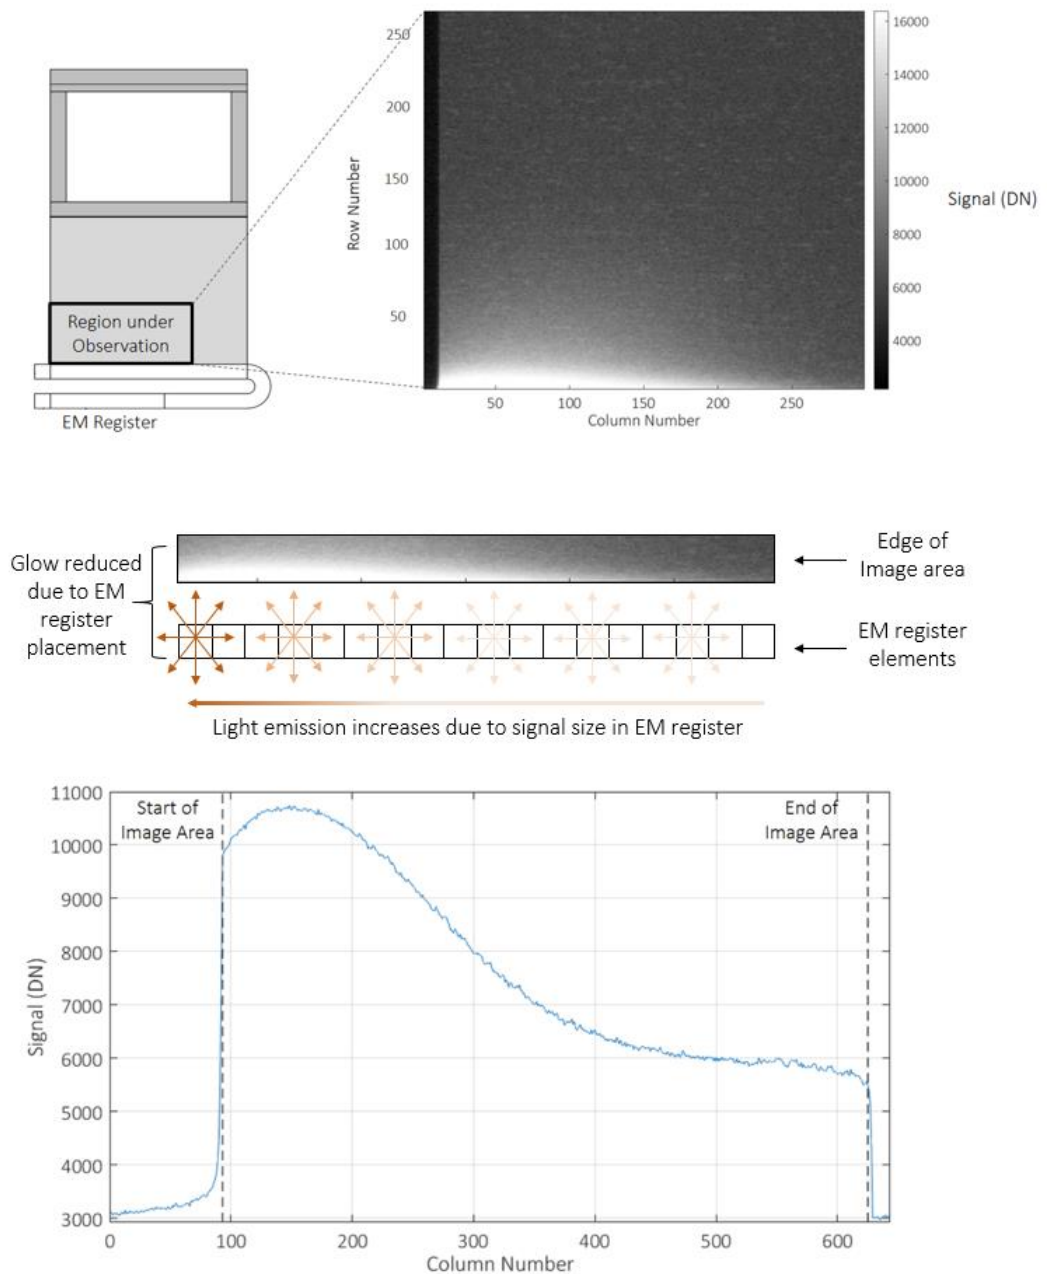 250
200
150
100
50
Row Number
50
100
150
200
250
Column Number
16000
14000
12000
10000
8000
6000
4000
Signal (DN)
Region under
Observation
EM Register
Glow reduced
due to EM
register
placement
Edge of
Image area
EM register
elements
Light emission increases due to signal size in EM register
11000
10000
9000
8000
7000
6000
5000
4000
3000
Signal (DN)
Start of
Image Area
End of
Image Area
0
100
200
300
400
500
600
Column Number